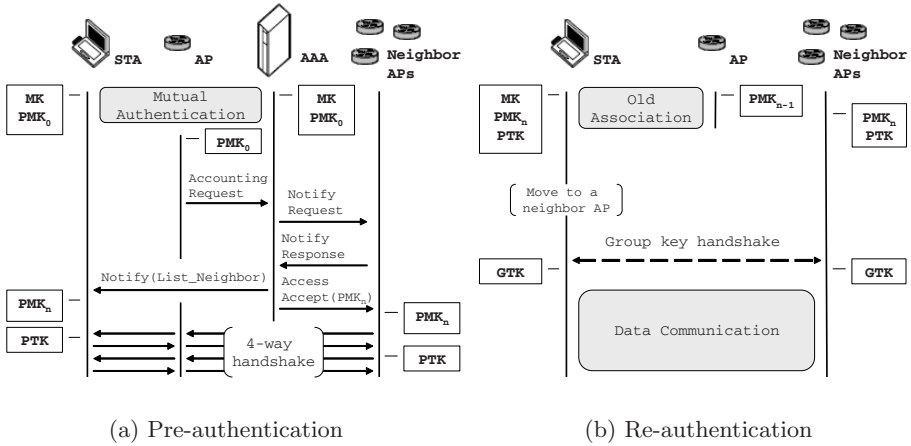 STA
AP
AAA
Neighbor
APs
MK
PMK0
Mutual
Authentication
MK
PMK0
PMK0
Accounting
Request
Notify
Request
Notify
Response
Notify(List_Neighbor)
Access
Accept(PMKn)
PMKn
PMKn
PTK
4-way
handshake
PTK
(a) Pre-authentication
STA
AP
Neighbor
APs
MK
PMKn
PTK
Old
Association
PMKn-1
PMKn
PTK
Move to a
neighbor AP
Group key handshake
GTK
GTK
Data Communication
(b) Re-authentication